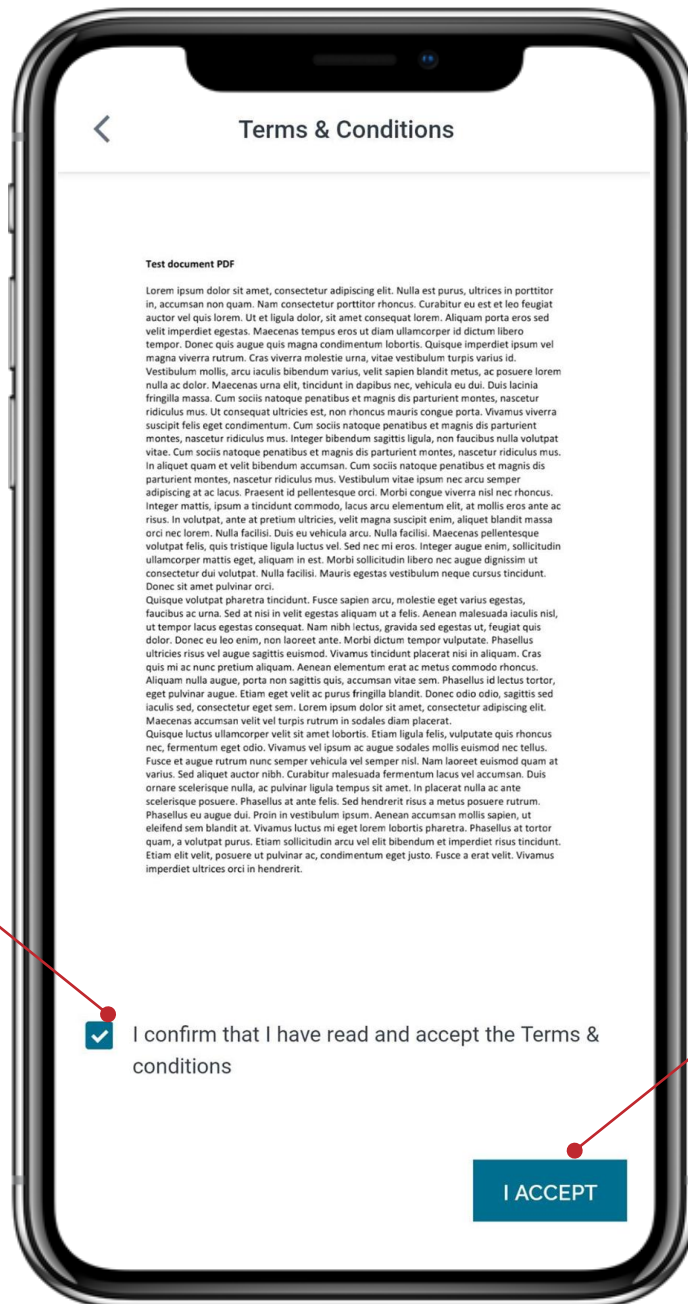 Terms & Conditions
Test document PDF
Lorem ipsum dolor sit amet, consectetur adipiscing elit. Nulla est purus, ultrices in porttitor
in, accumsan non quam. Nam consectetur porttitor rhoncus. Curabitur eu est et leo feugiat
auctor vel quis lorem. Ut et ligula dolor, sit amet consequat lorem. Aliquam porta eros sed
velit imperdiet egestas. Maecenas tempus eros ut diam ullamcorper id dictum libero
tempor. Donec quis augue quis magna condimentum lobortis. Quisque imperdiet ipsum vel
magna viverra rutrum. Cras viverra molestie urna, vitae vestibulum turpis varius id.
Vestibulum mollis, arcu iaculis bibendum varius, velit sapien blandit metus, ac posuere lorem
nulla ac dolor. Maecenas urna elit, tincidunt in dapibus nec, vehicula eu dui. Duis lacinia
fringilla massa. Cum sociis natoque penatibus et magnis dis parturient montes, nascetur
ridiculus mus. Ut consequat ultricies est, non rhoncus mauris congue porta. Vivamus viverra
suscipit felis eget condimentum. Cum sociis natoque penatibus et magnis dis parturient
montes, nascetur ridiculus mus. Integer bibendum sagittis ligula, non faucibus nulla volutpat
vitae. Cum sociis natoque penatibus et magnis dis parturient montes, nascetur ridiculus mus.
In aliquet quam et velit bibendum accumsan. Cum sociis natoque penatibus et magnis dis
parturient montes, nascetur ridiculus mus. Vestibulum vitae ipsum nec arcu semper
adipiscing at ac lacus. Praesent id pellentesque orci. Morbi congue viverra nisl nec rhoncus.
Integer mattis, ipsum a tincidunt commodo, lacus arcu elementum elit, at mollis eros ante ac
risus. In volutpat, ante at pretium ultricies, velit magna suscipit enim, aliquet blandit massa
orci nec lorem. Nulla facilisi. Duis eu vehicula arcu. Nulla facilisi. Maecenas pellentesque
volutpat felis, quis tristique ligula luctus vel. Sed nec mi eros. Integer augue enim, sollicitudin
ullamcorper mattis eget, aliquam in est. Morbi sollicitudin libero nec augue dignissim ut
consectetur dui volutpat. Nulla facilisi. Mauris egestas vestibulum neque cursus tincidunt.
Donec sit amet pulvinar orci.
Quisque volutpat pharetra tincidunt. Fusce sapien arcu, molestie eget varius egestas,
faucibus ac urna. Sed at nisi in velit egestas aliquam ut a felis. Aenean malesuada iaculis nisl,
ut tempor lacus egestas consequat. Nam nibh lectus, gravida sed egestas ut, feugiat quis
dolor. Donec eu leo enim, non laoreet ante. Morbi dictum tempor vulputate. Phasellus
ultricies risus vel augue sagittis euismod. Vivamus tincidunt placerat nisi in aliquam. Cras
quis mi ac nunc pretium aliquam. Aenean elementum erat ac metus commodo rhoncus.
Aliquam nulla augue, porta non sagittis quis, accumsan vitae sem. Phasellus id lectus tortor,
eget pulvinar augue. Etiam eget velit ac purus fringilla blandit. Donec odio odio, sagittis sed
iaculis sed, consectetur eget sem. Lorem ipsum dolor sit amet, consectetur adipiscing elit.
Maecenas accumsan velit vel turpis rutrum in sodales diam placerat.
Quisque luctus ullamcorper velit sit amet lobortis. Etiam ligula felis, vulputate quis rhoncus
nec, fermentum eget odio. Vivamus vel ipsum ac augue sodales mollis euismod nec tellus.
Fusce et augue rutrum nunc semper vehicula vel semper nisl. Nam laoreet euismod quam at
varius. Sed aliquet auctor nibh. Curabitur malesuada fermentum lacus vel accumsan. Duis
ornare scelerisque nulla, ac pulvinar ligula tempus sit amet. In placerat nulla ac ante
scelerisque posuere. Phasellus at ante felis. Sed hendrerit risus a metus posuere rutrum.
Phasellus eu augue dui. Proin in vestibulum ipsum. Aenean accumsan mollis sapien, ut
eleifend sem blandit at. Vivamus luctus mi eget lorem lobortis pharetra. Phasellus at tortor
quam, a volutpat purus. Etiam sollicitudin arcu vel elit bibendum et imperdiet risus tincidunt.
Etiam elit velit, posuere ut pulvinar ac, condimentum eget justo. Fusce a erat velit. Vivamus
imperdiet ultrices orci in hendrerit.
I confirm that I have read and accept the Terms &
conditions
I ACCEPT